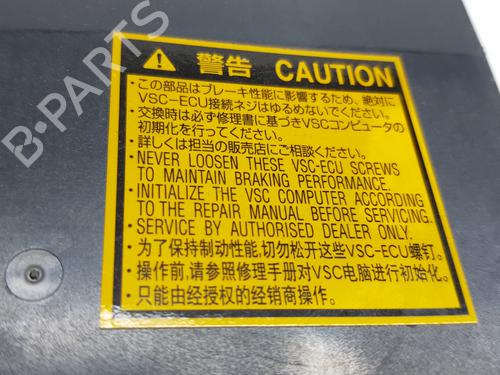 警告 CAUTION
・この部品はブレーキ性能に影響するため、絶対に
VSC-ECU接続ネジはゆるめないでください。
・交換時は必ず修理書に基づきVSCコンピュータの
初期化を行ってください。
・詳しくは担当の販売店にご相談ください。
・NEVER LOOSEN THESE VSC-ECU SCREWS
TO MAINTAIN BRAKING PERFORMANCE.
・INITIALIZE THE VSC COMPUTER ACCORDING
TO THE REPAIR MANUAL BEFORE SERVICING.
・SERVICE BY AUTHORISED DEALER ONLY.
・为了保持制动性能,切勿松开这些VSC-ECU螺钉。
・操作前,请参照修理手册对VSC电脑进行初始化。
・只能由经授权的经销商操作。
B-PARTS